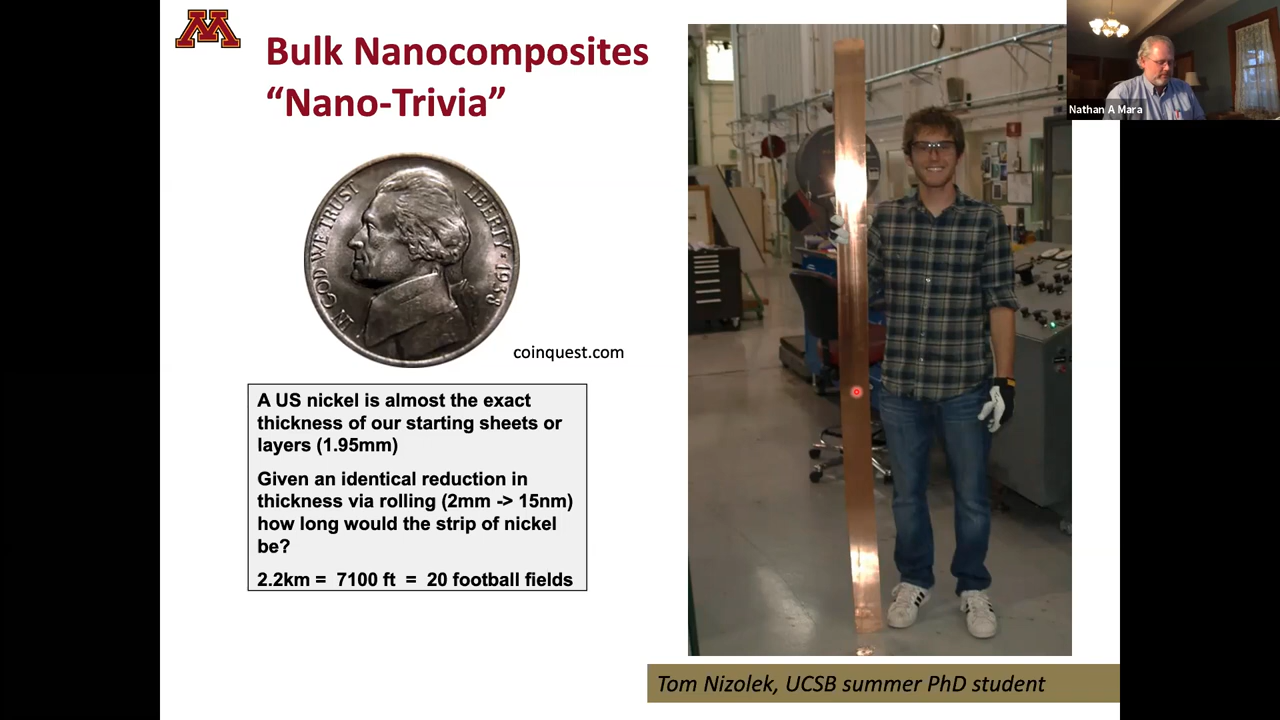 M
Bulk Nanocomposites
“Nano-Trivia”
IN GOD WE TRUST
LIBERTY
1938
coinquest.com
A US nickel is almost the exact
thickness of our starting sheets or
layers (1.95mm)
Given an identical reduction in
thickness via rolling (2mm -> 15nm)
how long would the strip of nickel
be?
2.2km = 7100 ft = 20 football fields
Nathan A Mara
Tom Nizolek, UCSB summer PhD student